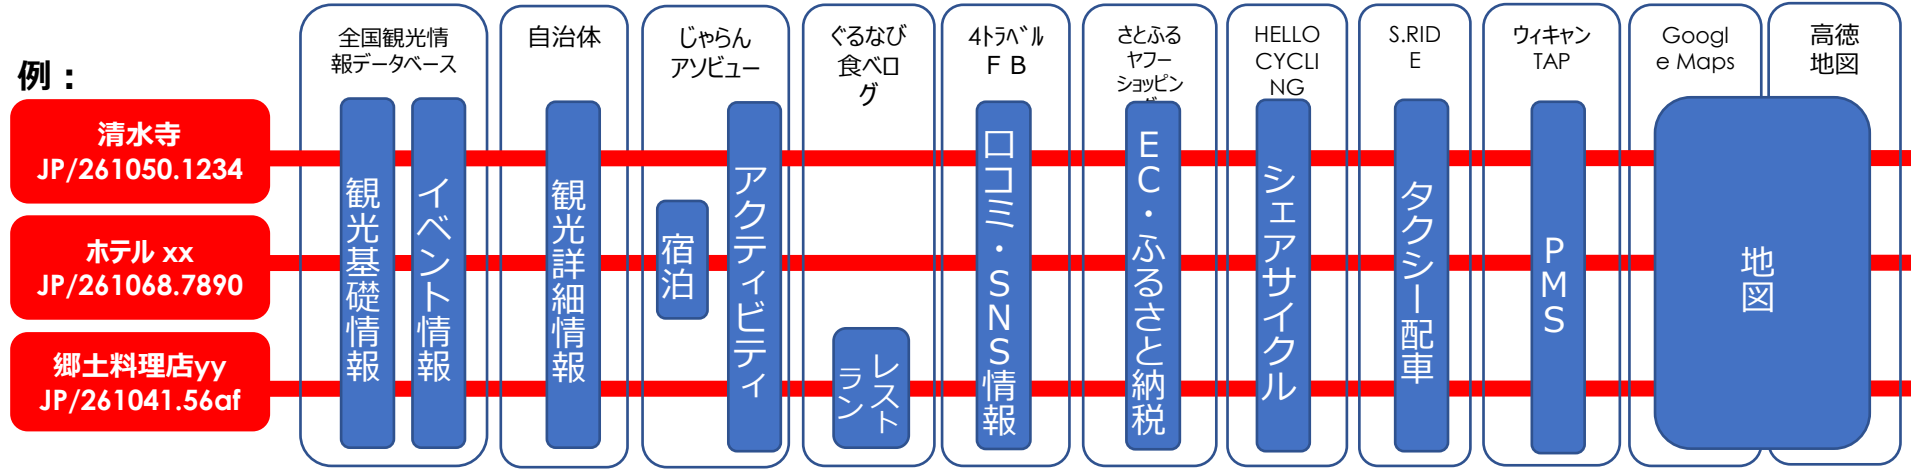 例：
清水寺
JP/261050.1234
ホテル xx
JP/261068.7890
郷土料理店yy
JP/261041.56af
全国観光情
報データベース
観光基礎情報
イベント情報
自治体
観光詳細情報
じゃらん
アソビュー
宿泊
アクティビティ
ぐるなび
食べロ
グ
レスト
ラン
4トラベル
ＦＢ
口コミ・SNS情報
さとふる
ヤフー
ショッピン
グ
EC・ふるさと納税
HELLO
CYCLI
NG
シェアサイクル
S.RID
E
タクシー配車
ウィキャン
TAP
PMS
Googl
e Maps
高徳
地図
地図